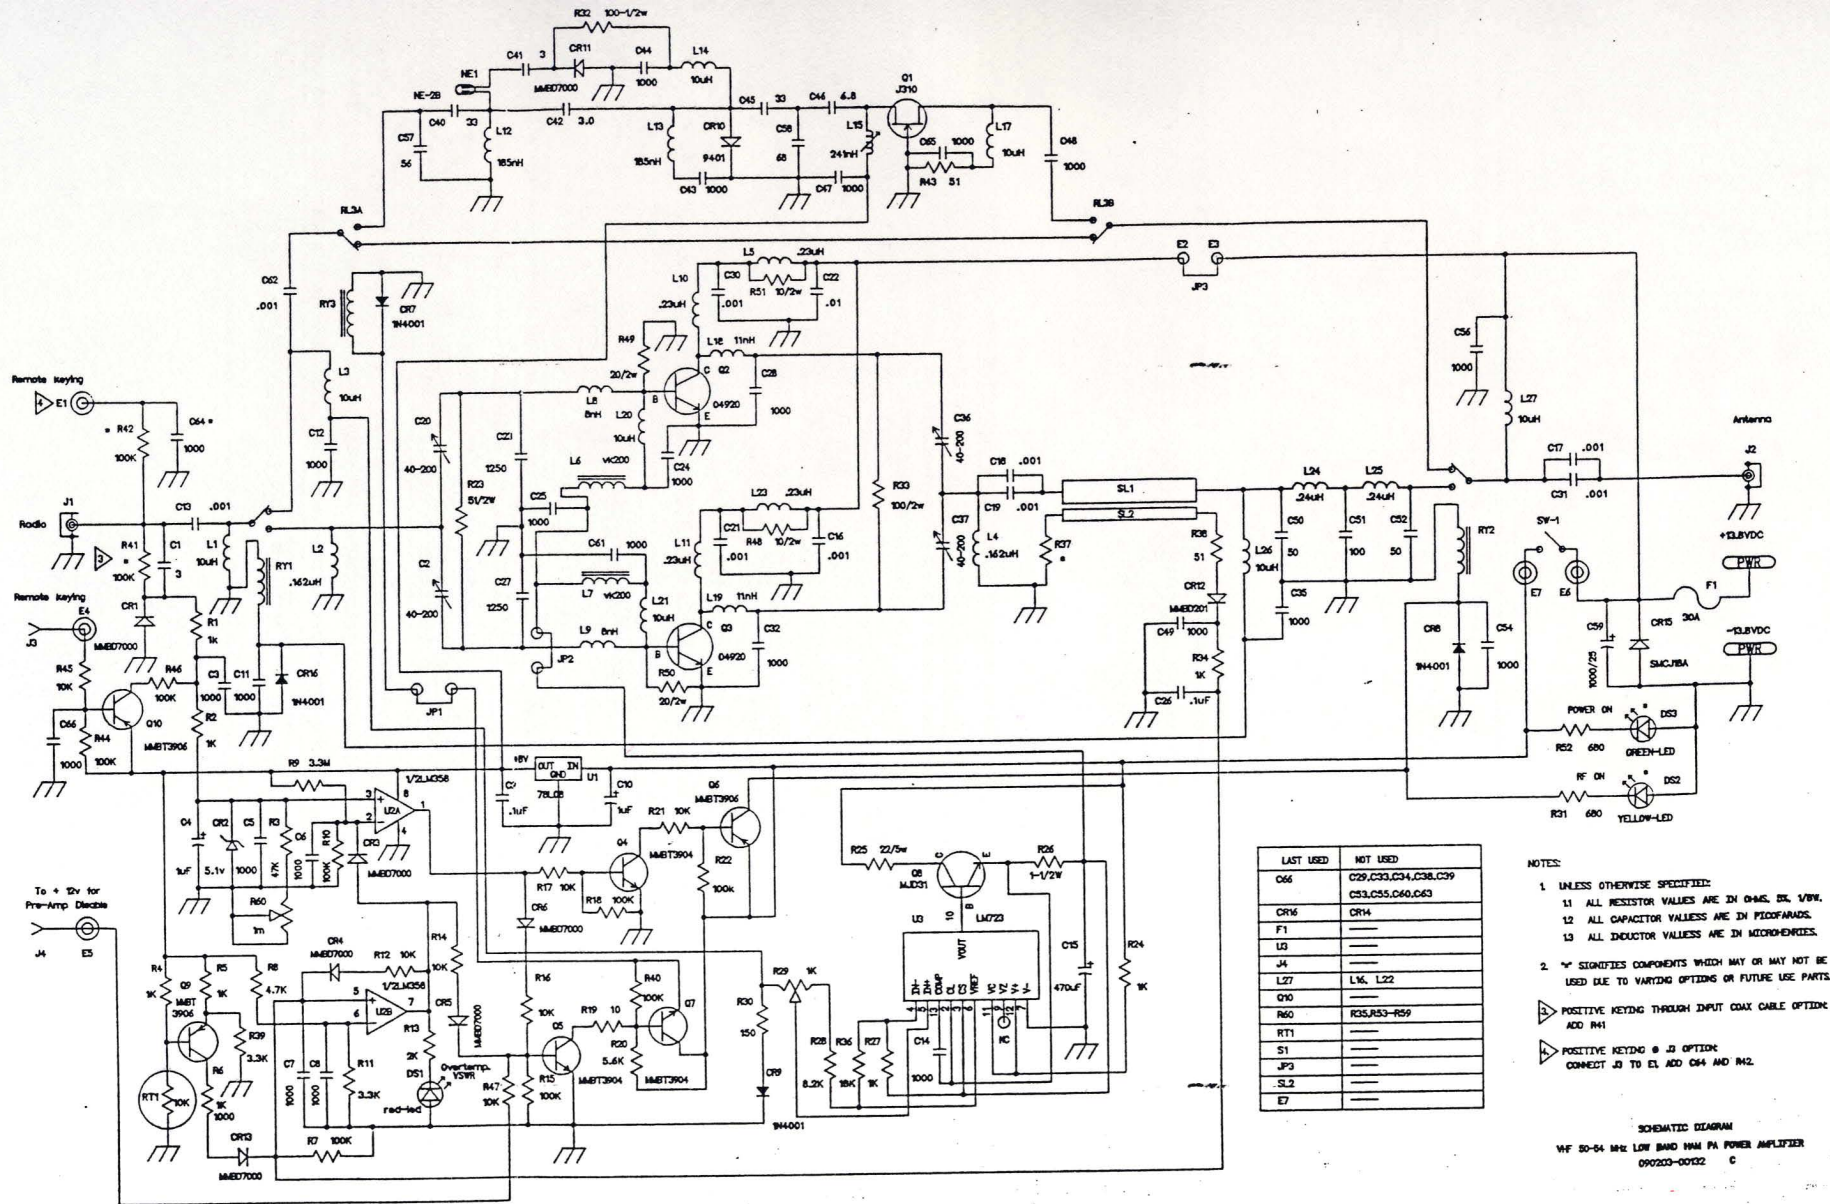 R32 100-1/2w
C41 3
CR11
MMBD7000
C44
1000
L14
10uH
NE1
NE-2B
C40 33
C57
56
L12
185nH
C42 3.0
L13
185nH
CR10
9401
C43 1000
C45 33
C58
68
C46 6.8
C47 1000
L15
241nH
Q1
J310
C65 1000
R43 51
L17
10uH
C48
1000
RL3A
RL3B
C62
.001
RY3
CR7
1N4001
L5 .23uH
L10
.23uH
C30
.001
R51 10/2w
C22
.01
E2 E3
JP3
R49
20/2w
L18 11nH
C Q2
B
E
04920
C28
1000
L8
8nH
L20
10uH
C24
1000
L3
10uH
C12
1000
Remote Keying
4 E1
* R42
100K
C64 *
1000
C20
40-200
R23
51/2W
C21
1250
L6 vk200
C25
1000
C61 1000
L7 vk200
C27
1250
C2
40-200
L23 .23uH
C21
.001
R48 10/2w
C16
.001
L11
.23uH
L19 11nH
C Q3
B
E
04920
C32
1000
L21
10uH
L9 8nH
R50
20/2w
JP2
JP1
R33
100/2w
C36
40-200
C37
40-200
C18 .001
C19 .001
L4
.162uH
SL1
SL2
R37
*
R38
51
CR12
MMBD201
C49 1000
R34
1K
C26 .1uF
L26
10uH
L24
.24uH
L25
.24uH
C50
50
C51
100
C52
50
C35
1000
C56
1000
L27
10uH
C17 .001
C31 .001
Antenna
J2
RY2
SW-1
E7 E6
+13.8VDC
PWR
F1
30A
-13.8VDC
PWR
CR8
1N4001
C54
1000
C59
1000/25
CR15
SMCJ18A
POWER ON
R52 680
DS3
GREEN-LED
RF ON
R31 680
DS2
YELLOW-LED
J1
Radio
C13 .001
3
R41
*
100K
C1
3
L1
10uH
RY1
L2
.162uH
Remote Keying
E4
J3
CR1
MMBD7000
R1
1k
R45
10K
R46
100K
Q10
MMBT3906
C3
1000
C11
1000
CR16
1N4001
R2
1K
C66
1000
R44
100K
R9 3.3M
1/2LM358
8
3
2
1
4
U2A
C4
1uF
CR2
5.1v
C5
1000
R3
47K
C6
1000
R10
100K
CR3
MMBD7000
R60
1m
+8V
OUT IN
GND
U1
78L08
.1uF
C10
1uF
R21 10K
Q6
MMBT3906
Q4
MMBT3904
R22
100k
R17 10K
R18 100K
CR6
MMBD7000
To + 12v for
Pre-Amp Disable
J4 E5
R4
1K
Q9
MMBT
3906
R5
1K
R8
4.7K
CR4
MMBD7000
R12 10K
1/2LM358
5
6
7
U2B
R14
10K
CR5
MMBD7000
R13
2K
DS1
Overtemp.
VSWR
red-led
R39
3.3K
R6
1K
1000
C7
1000
C8
1000
R11
3.3K
RT1
10K
CR13
MMBD7000
R7 100K
R47
10K
R16
10K
R15
100K
R19 10
Q5
MMBT3904
R20
5.6K
R40
100K
Q7
MMBT3904
R29 1K
R30
150
CR9
1N4001
R25 22/5w
C E
B
Q8
MJD31
R26
1-1/2W
10
U3 LM723
VOUT
IN- IN+ COMP CL CS VREF VC VZ V+ V-
4 5 13 2 3 6 11 9 12 7
NC
C15
470uF
R24
1K
R28
8.2K
R36
18K
R27
1K
C14
1000
LAST USED NOT USED
C66 C29,C33,C34,C38,C39
C53,C55,C60,C63
CR16 CR14
F1
U3
J4
L27 L16, L22
Q10
R60 R35,R53-R59
RT1
S1
JP3
SL2
E7
NOTES:
1. UNLESS OTHERWISE SPECIFIED:
1.1 ALL RESISTOR VALUES ARE IN OHMS, 5%, 1/8W.
1.2 ALL CAPACITOR VALUESS ARE IN PICOFARADS.
1.3 ALL INDUCTOR VALUESS ARE IN MICROHENRIES.
2. "*" SIGNIFIES COMPONENTS WHICH MAY OR MAY NOT BE
USED DUE TO VARYING OPTIONS OR FUTURE USE PARTS
3. POSITIVE KEYING THROUGH INPUT COAX CABLE OPTION:
ADD R41
4. POSITIVE KEYING @ J3 OPTION:
CONNECT J3 TO E1, ADD C64 AND R42.
SCHEMATIC DIAGRAM
VHF 50-54 MHz LOW BAND HAM PA POWER AMPLIFIER
090203-00132 C